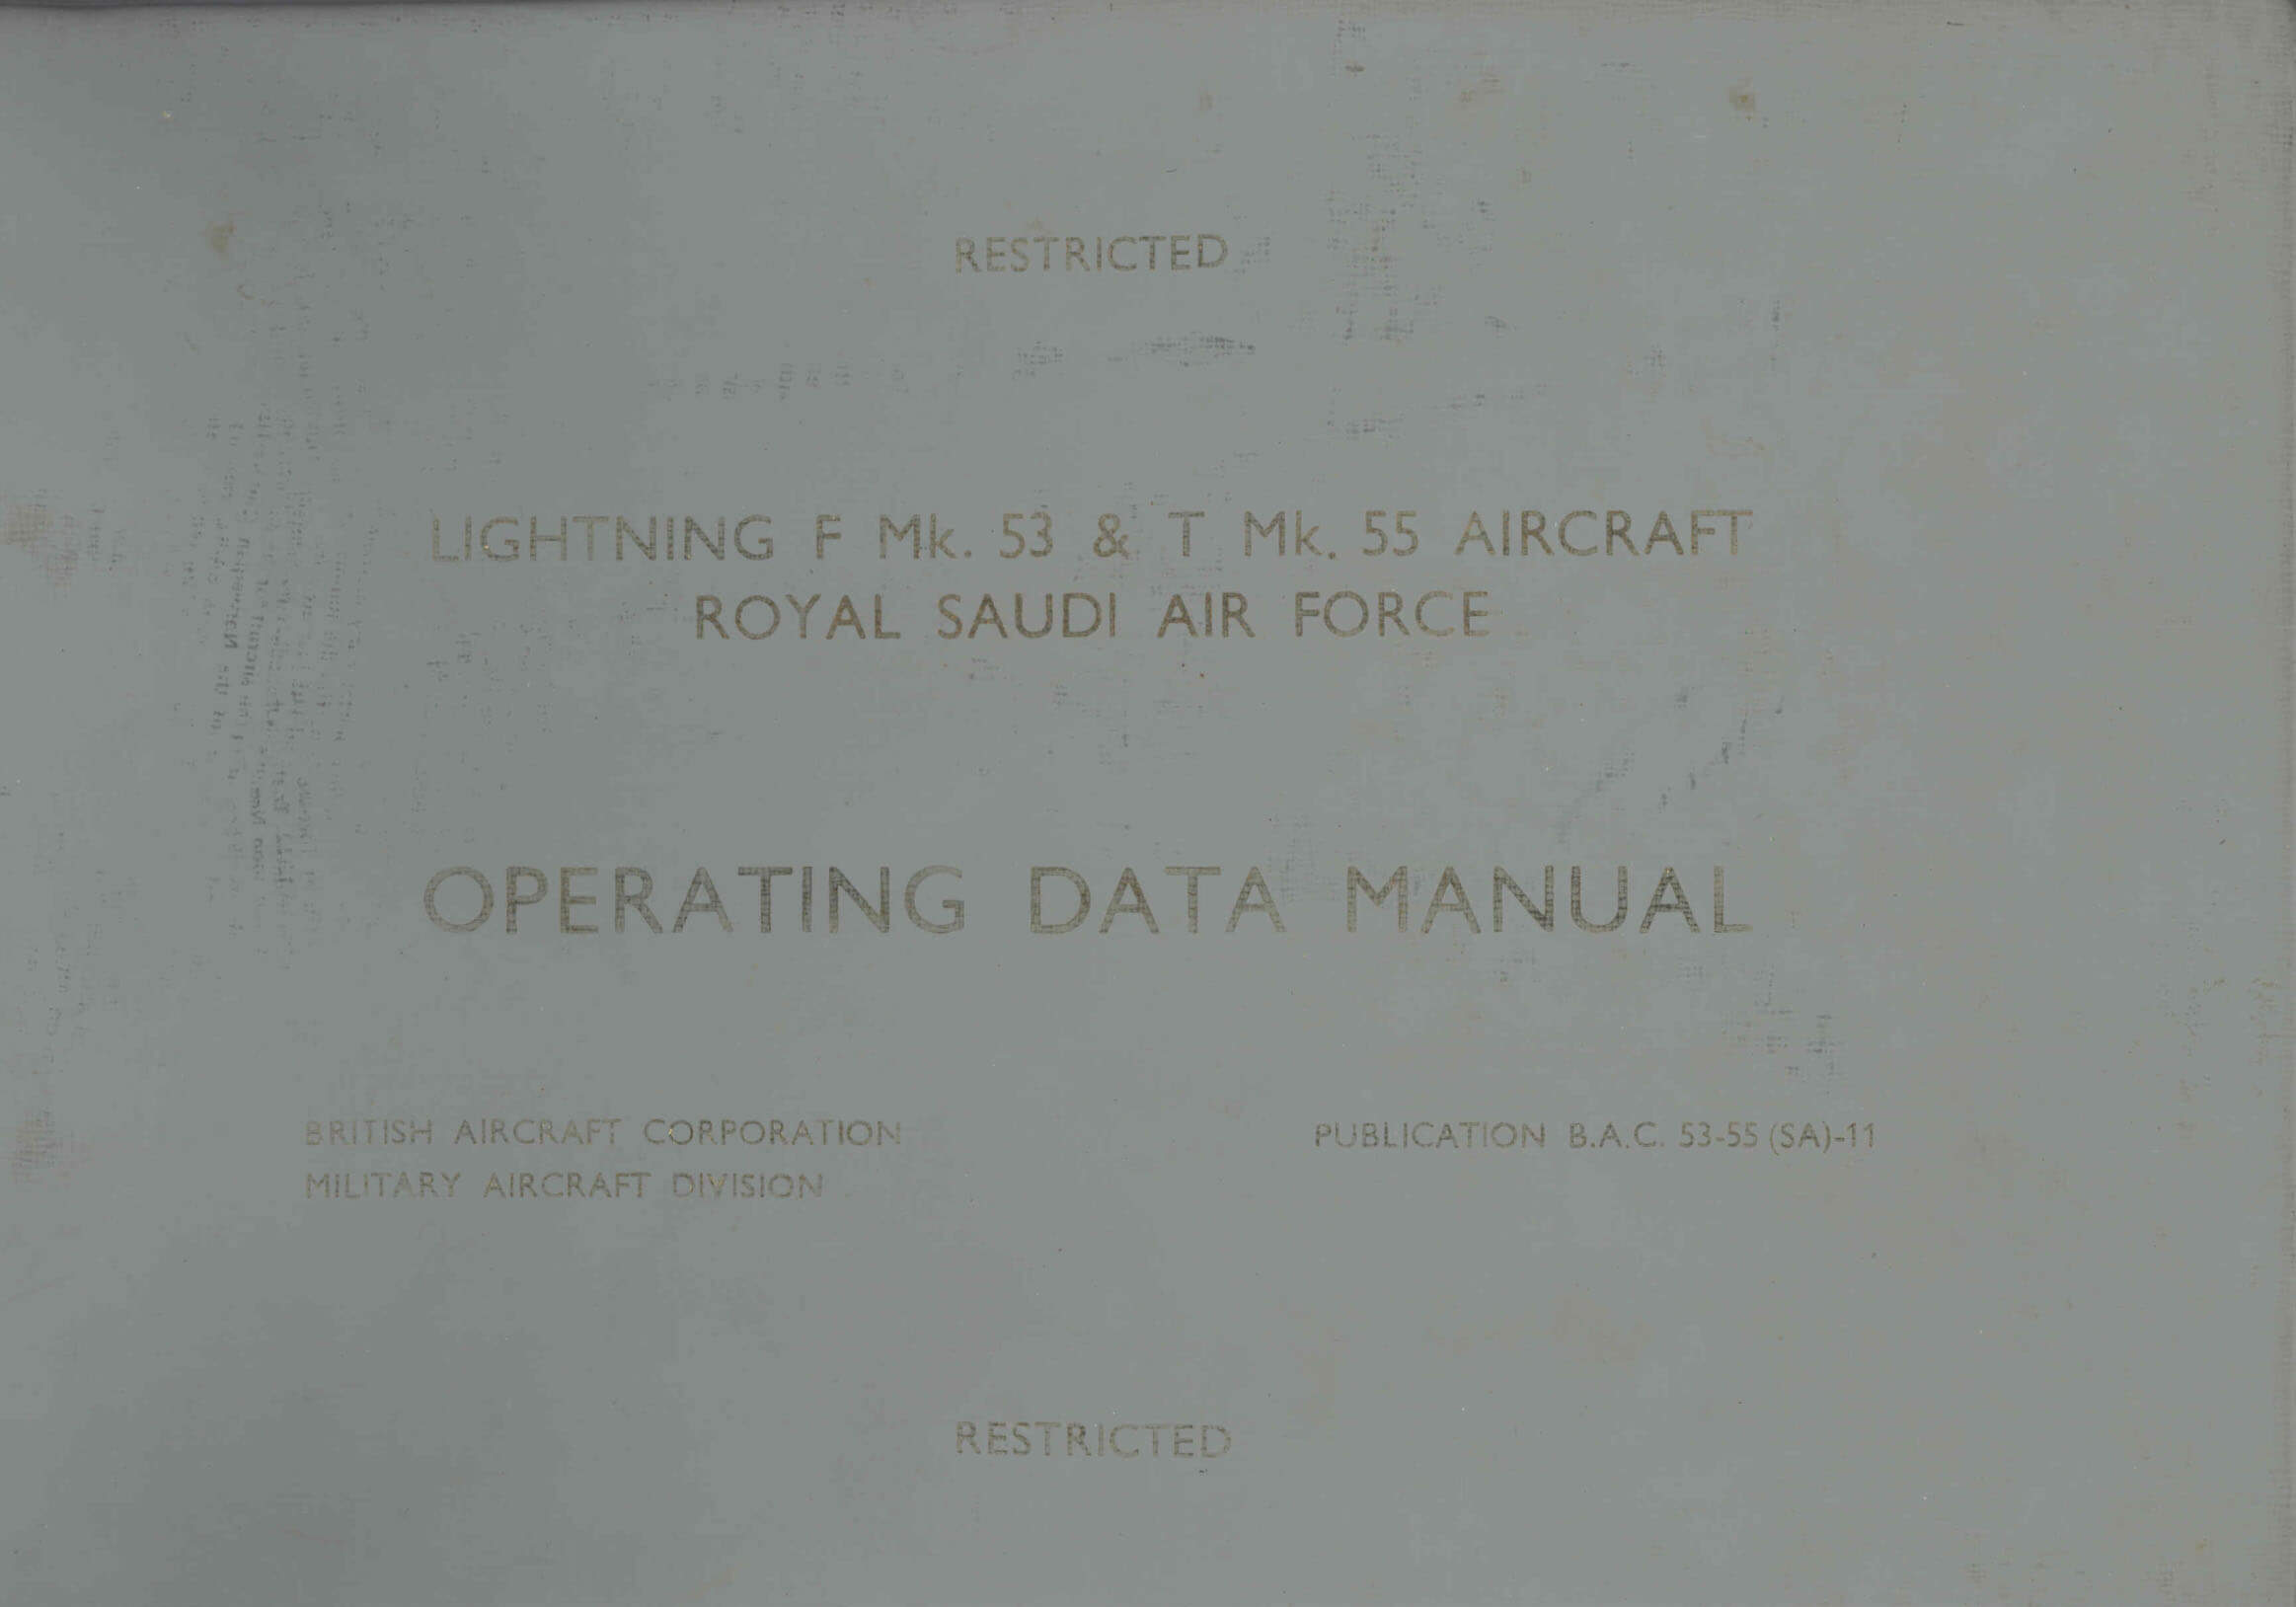 RESTRICTED
LIGHTNING F Mk. 53 & T Mk. 55 AIRCRAFT
ROYAL SAUDI AIR FORCE
OPERATING DATA MANUAL
BRITISH AIRCRAFT CORPORATION
MILITARY AIRCRAFT DIVISION
PUBLICATION B.A.C. 53-55 (SA)-11
RESTRICTED